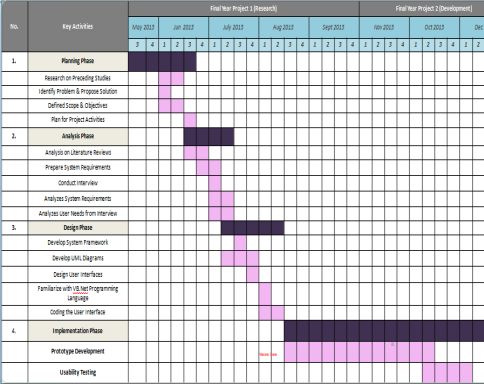 Final Year Project 1 (Research) Final Year Project 2 (Development)
No. Key Activities May 2013 Jun 2013 July 2013 Aug 2013 Sept 2013 Nov 2013 Oct 2013 Dec
3 4 1 2 3 4 1 2 3 4 1 2 3 4 1 2 3 4 1 2 3 4 1 2 3 4 1 2
1. Planning Phase
Research on Preceding Studies
Identify Problem & Propose Solution
Defined Scope & Objectives
Plan for Project Activities
2. Analysis Phase
Analysis on Literature Reviews
Prepare System Requirements
Conduct Interview
Analyzes System Requirements
Analyzes User Needs from Interview
3. Design Phase
Develop System Framework
Develop UML Diagrams
Design User Interfaces
Familiarize with VB.Net Programming
Language
Coding the User Interface
4. Implementation Phase
Prototype Development
Usability Testing